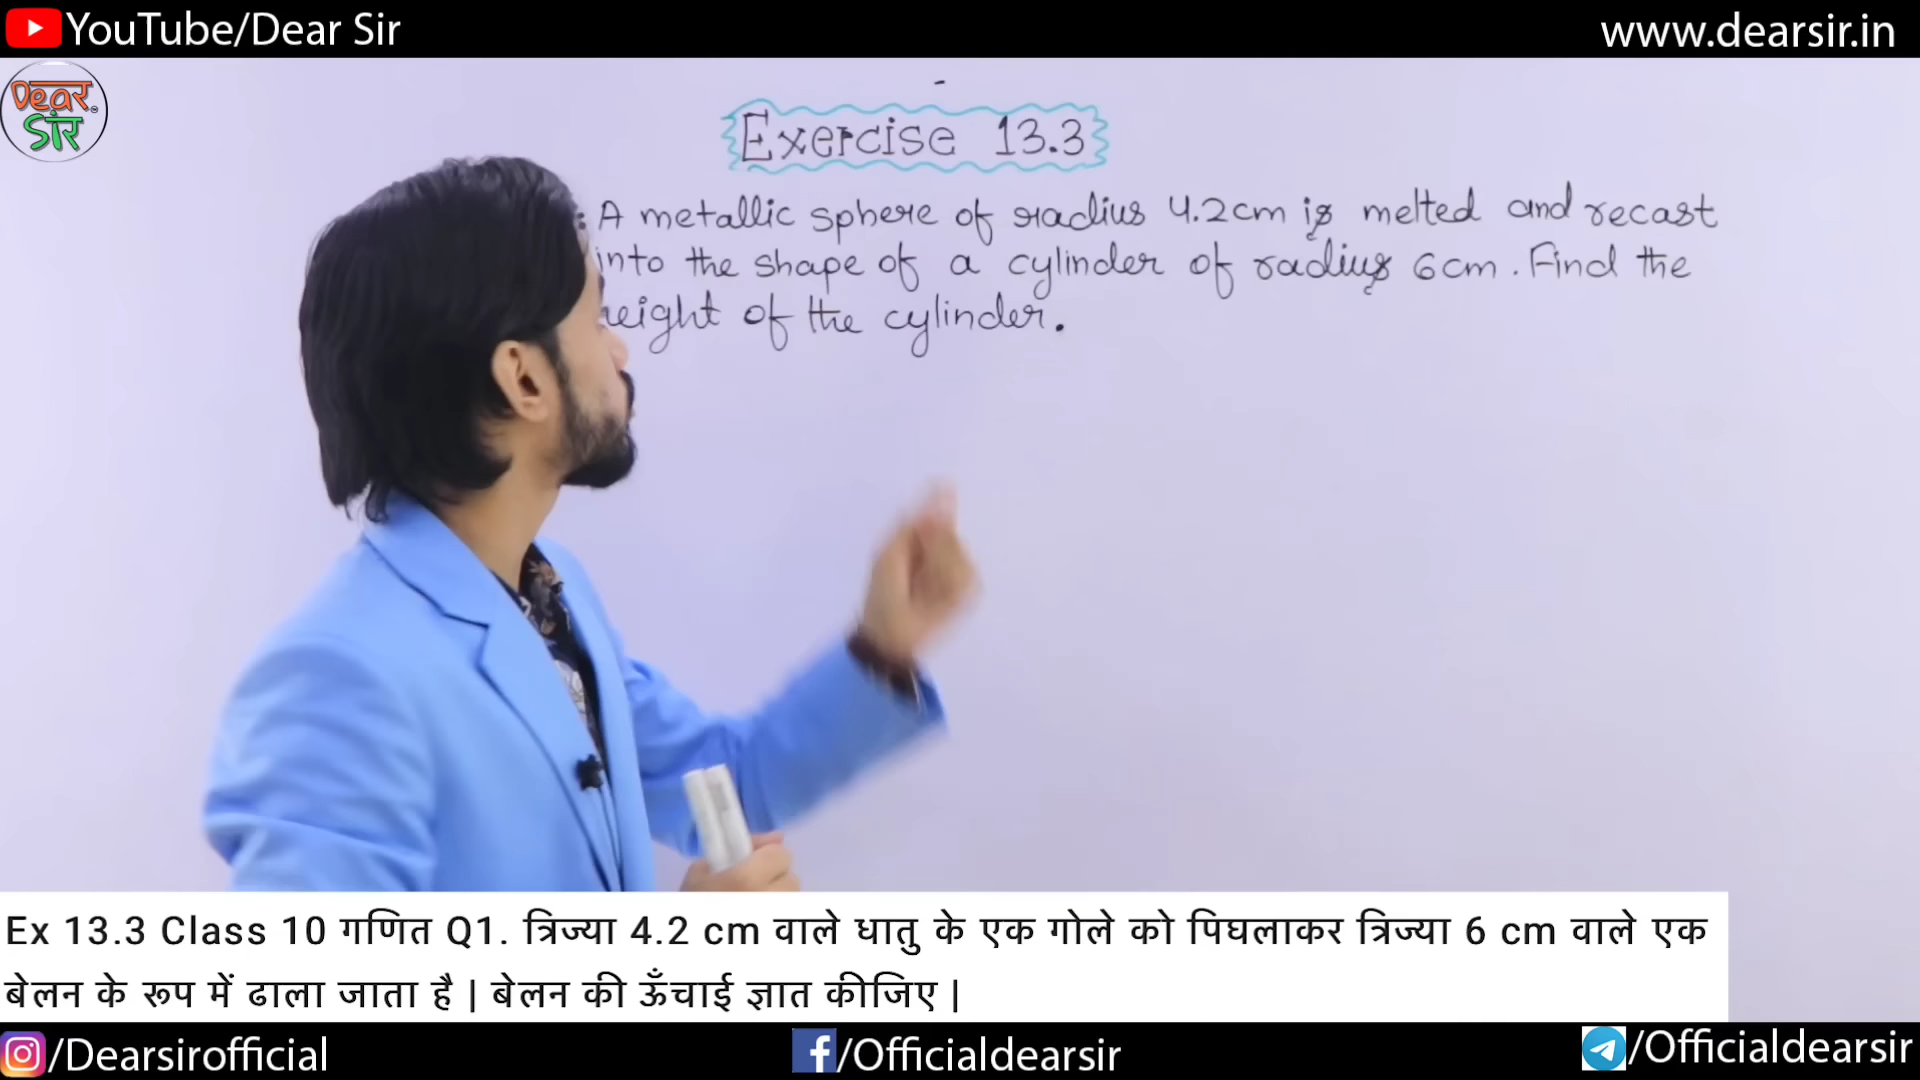 YouTube/Dear Sir
www.dearsir.in
Dear
सर
Exercise 13.3
: A metallic sphere of radius 4.2cm is melted and recast
into the shape of a cylinder of radius 6cm. Find the
height of the cylinder.
Ex 13.3 Class 10 गणित Q1. त्रिज्या 4.2 cm वाले धातु के एक गोले को पिघलाकर त्रिज्या 6 cm वाले एक
बेलन के रूप में ढाला जाता है | बेलन की ऊँचाई ज्ञात कीजिए |
/Dearsirofficial
/Officialdearsir
/Officialdearsir